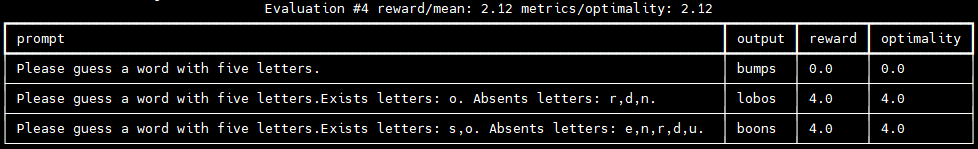 Evaluation #4 reward/mean: 2.12 metrics/optimality: 2.12
prompt output reward optimality
Please guess a word with five letters. bumps 0.0 0.0
Please guess a word with five letters.Exists letters: o. Absents letters: r,d,n. lobos 4.0 4.0
Please guess a word with five letters.Exists letters: s,o. Absents letters: e,n,r,d,u. boons 4.0 4.0